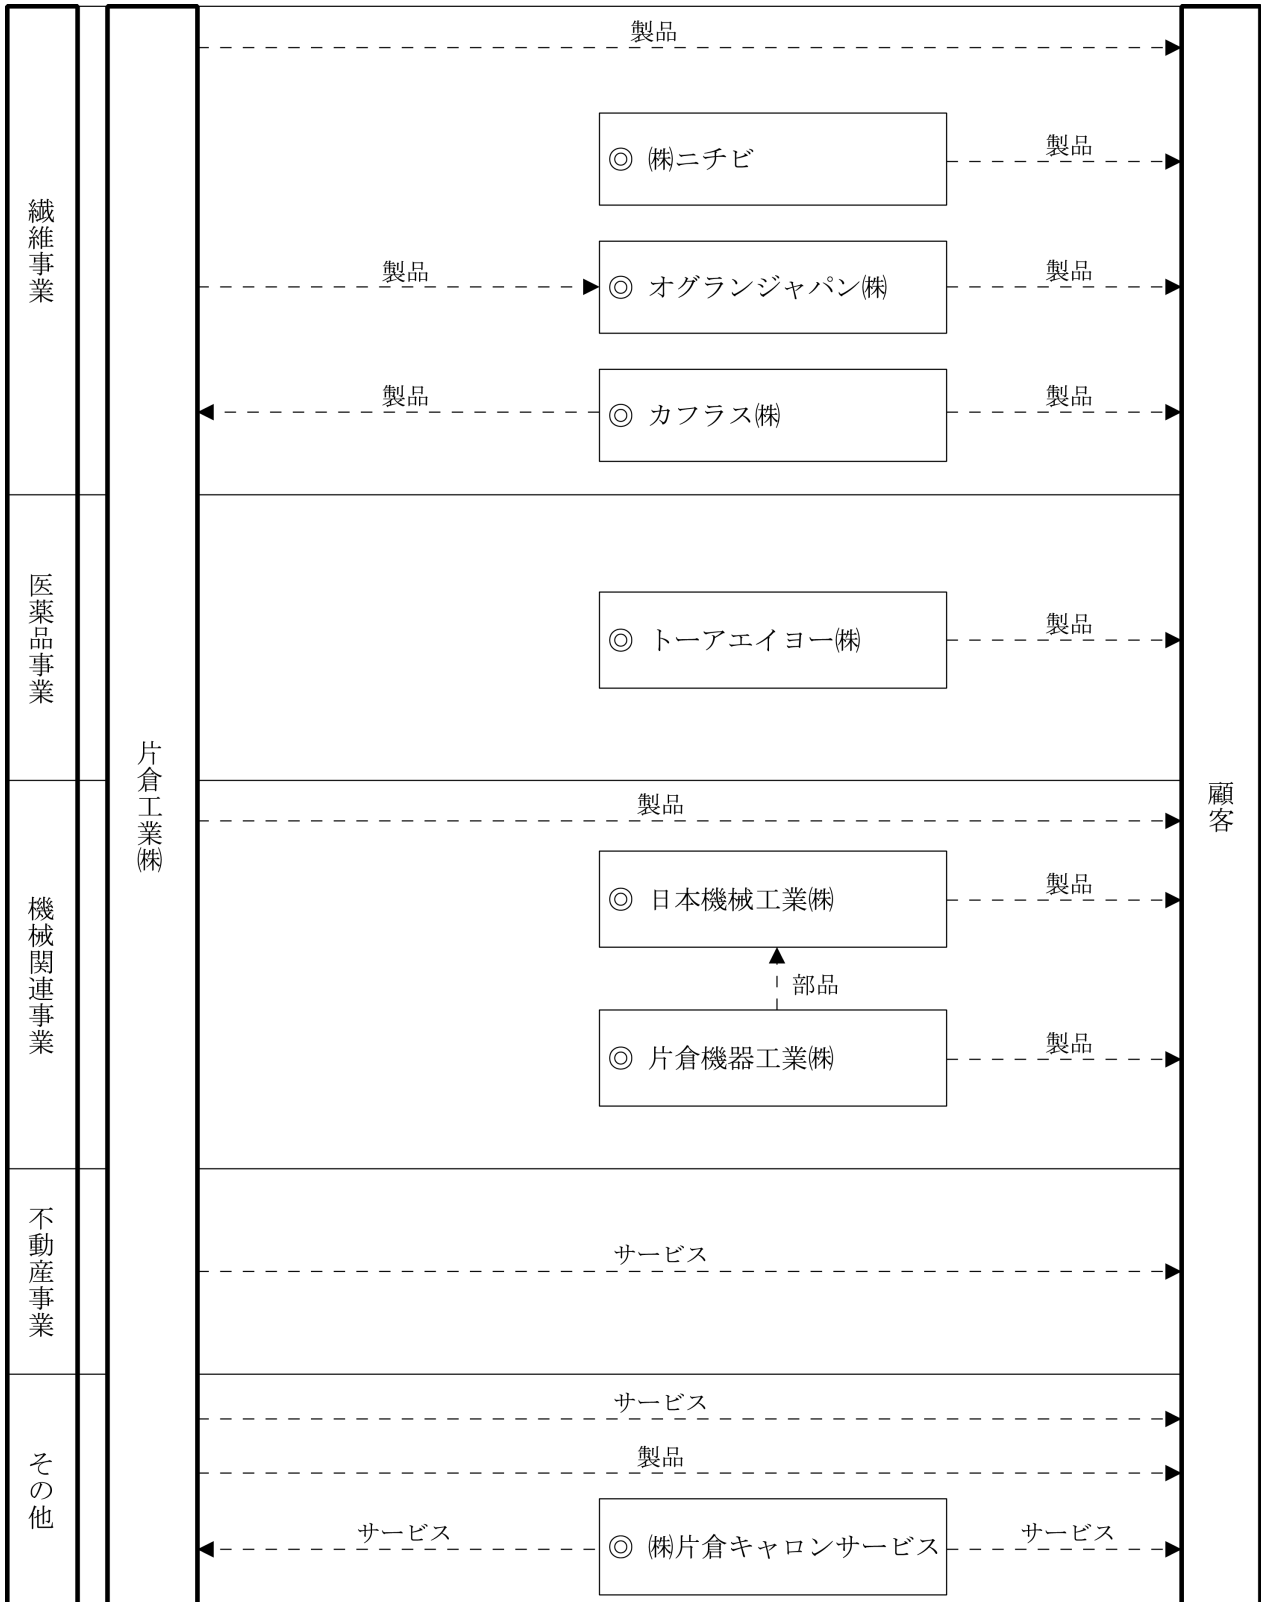 繊維事業
製品
◎ ㈱ニチビ
製品
製品
◎ オグランジャパン㈱
製品
製品
◎ カフラス㈱
製品
医薬品事業
◎ トーアエイヨー㈱
製品
片倉工業㈱
顧客
機械関連事業
製品
◎ 日本機械工業㈱
製品
部品
◎ 片倉機器工業㈱
製品
不動産事業
サービス
その他
サービス
製品
サービス
◎ ㈱片倉キャロンサービス
サービス